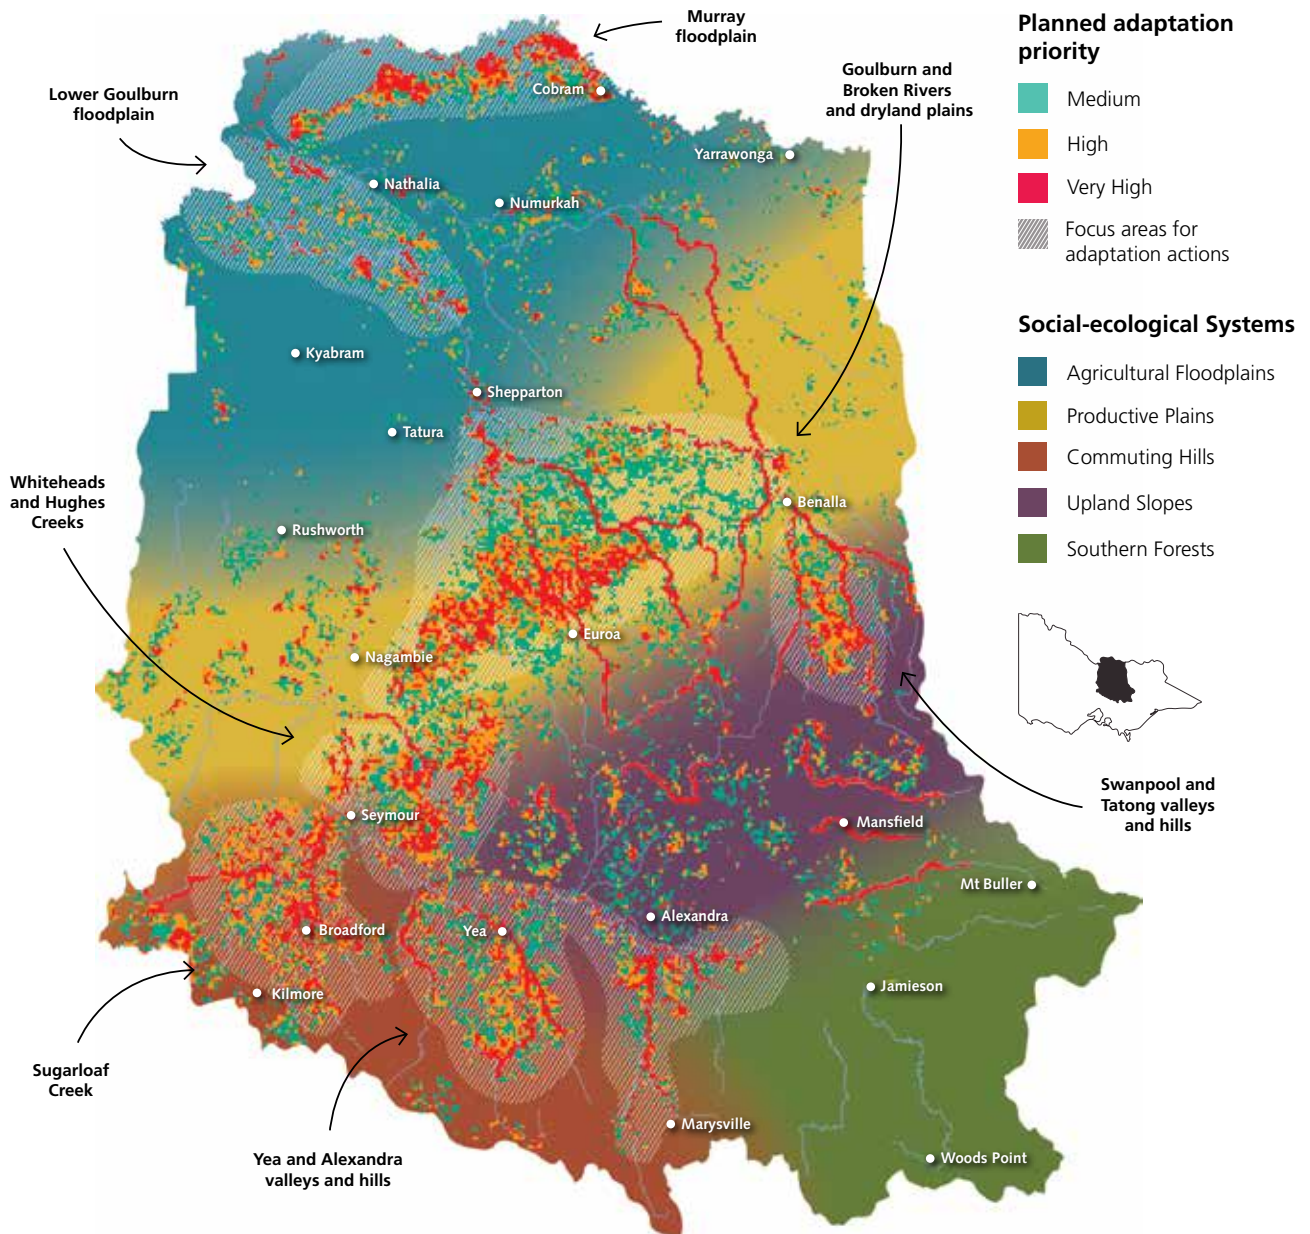 Murray
floodplain
Lower Goulburn
floodplain
Goulburn and
Broken Rivers
and dryland plains
Whiteheads
and Hughes
Creeks
Swanpool and
Tatong valleys
and hills
Sugarloaf
Creek
Yea and Alexandra
valleys and hills
Cobram
Yarrawonga
Nathalia
Numurkah
Kyabram
Shepparton
Tatura
Benalla
Rushworth
Euroa
Nagambie
Seymour
Mansfield
Mt Buller
Alexandra
Broadford
Yea
Jamieson
Kilmore
Marysville
Woods Point
Planned adaptation
priority
Medium
High
Very High
Focus areas for
adaptation actions
Social-ecological Systems
Agricultural Floodplains
Productive Plains
Commuting Hills
Upland Slopes
Southern Forests